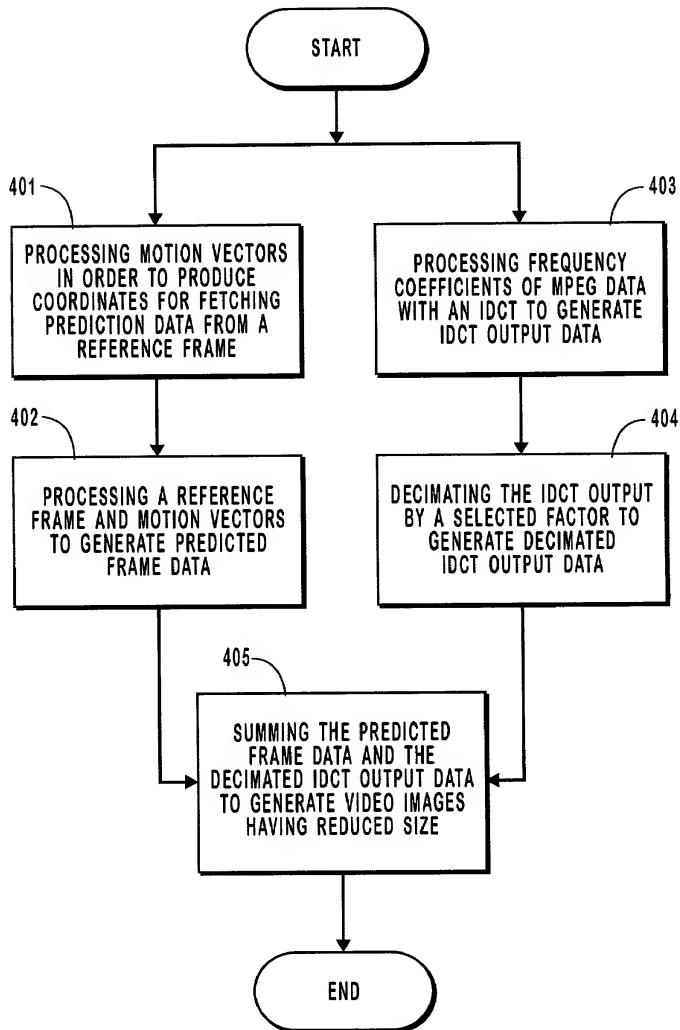 START
401
PROCESSING MOTION VECTORS
IN ORDER TO PRODUCE
COORDINATES FOR FETCHING
PREDICTION DATA FROM A
REFERENCE FRAME
403
PROCESSING FREQUENCY
COEFFICIENTS OF MPEG DATA
WITH AN IDCT TO GENERATE
IDCT OUTPUT DATA
402
PROCESSING A REFERENCE
FRAME AND MOTION VECTORS
TO GENERATE PREDICTED
FRAME DATA
404
DECIMATING THE IDCT OUTPUT
BY A SELECTED FACTOR TO
GENERATE DECIMATED
IDCT OUTPUT DATA
405
SUMMING THE PREDICTED
FRAME DATA AND THE
DECIMATED IDCT OUTPUT DATA
TO GENERATE VIDEO IMAGES
HAVING REDUCED SIZE
END